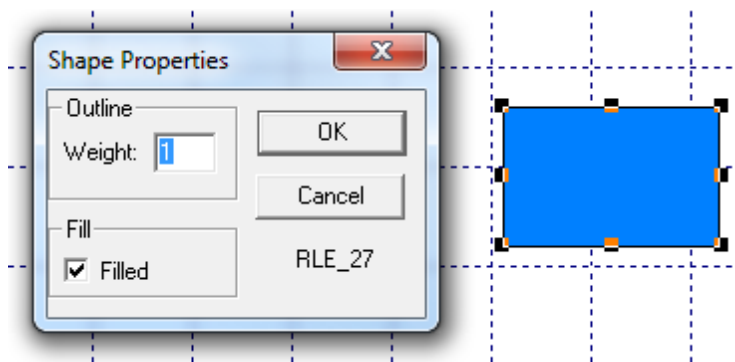 Shape Properties
Outline
Weight: 1
OK
Cancel
Fill
Filled
RLE_27